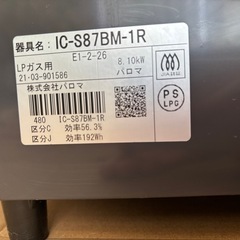 器具名：IC-S87BM-1R
E1-2-26
LPガス用 8.10kW
21・03-901586 パロマ
株式会社パロマ
PS
LPG
480 IC-S87BM-1R
区分C 効率56.3%
区分J 効率192Wh